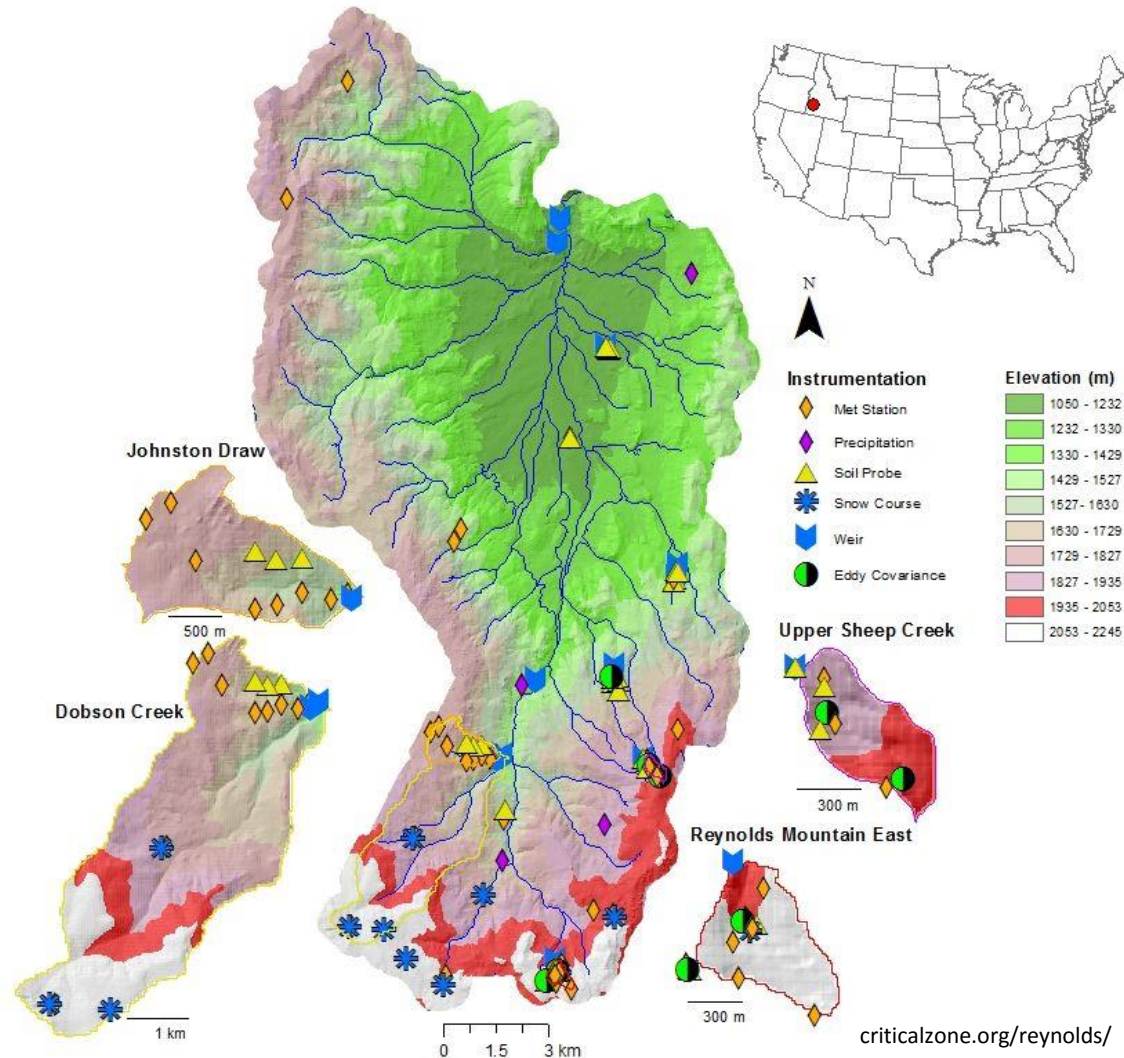 N
Instrumentation
Met Station
Precipitation
Soil Probe
Snow Course
Weir
Eddy Covariance
Elevation (m)
1050 - 1232
1232 - 1330
1330 - 1429
1429 - 1527
1527 - 1630
1630 - 1729
1729 - 1827
1827 - 1935
1935 - 2053
2053 - 2245
Johnston Draw
500 m
Dobson Creek
1 km
Upper Sheep Creek
300 m
Reynolds Mountain East
300 m
0 1.5 3 km
criticalzone.org/reynolds/